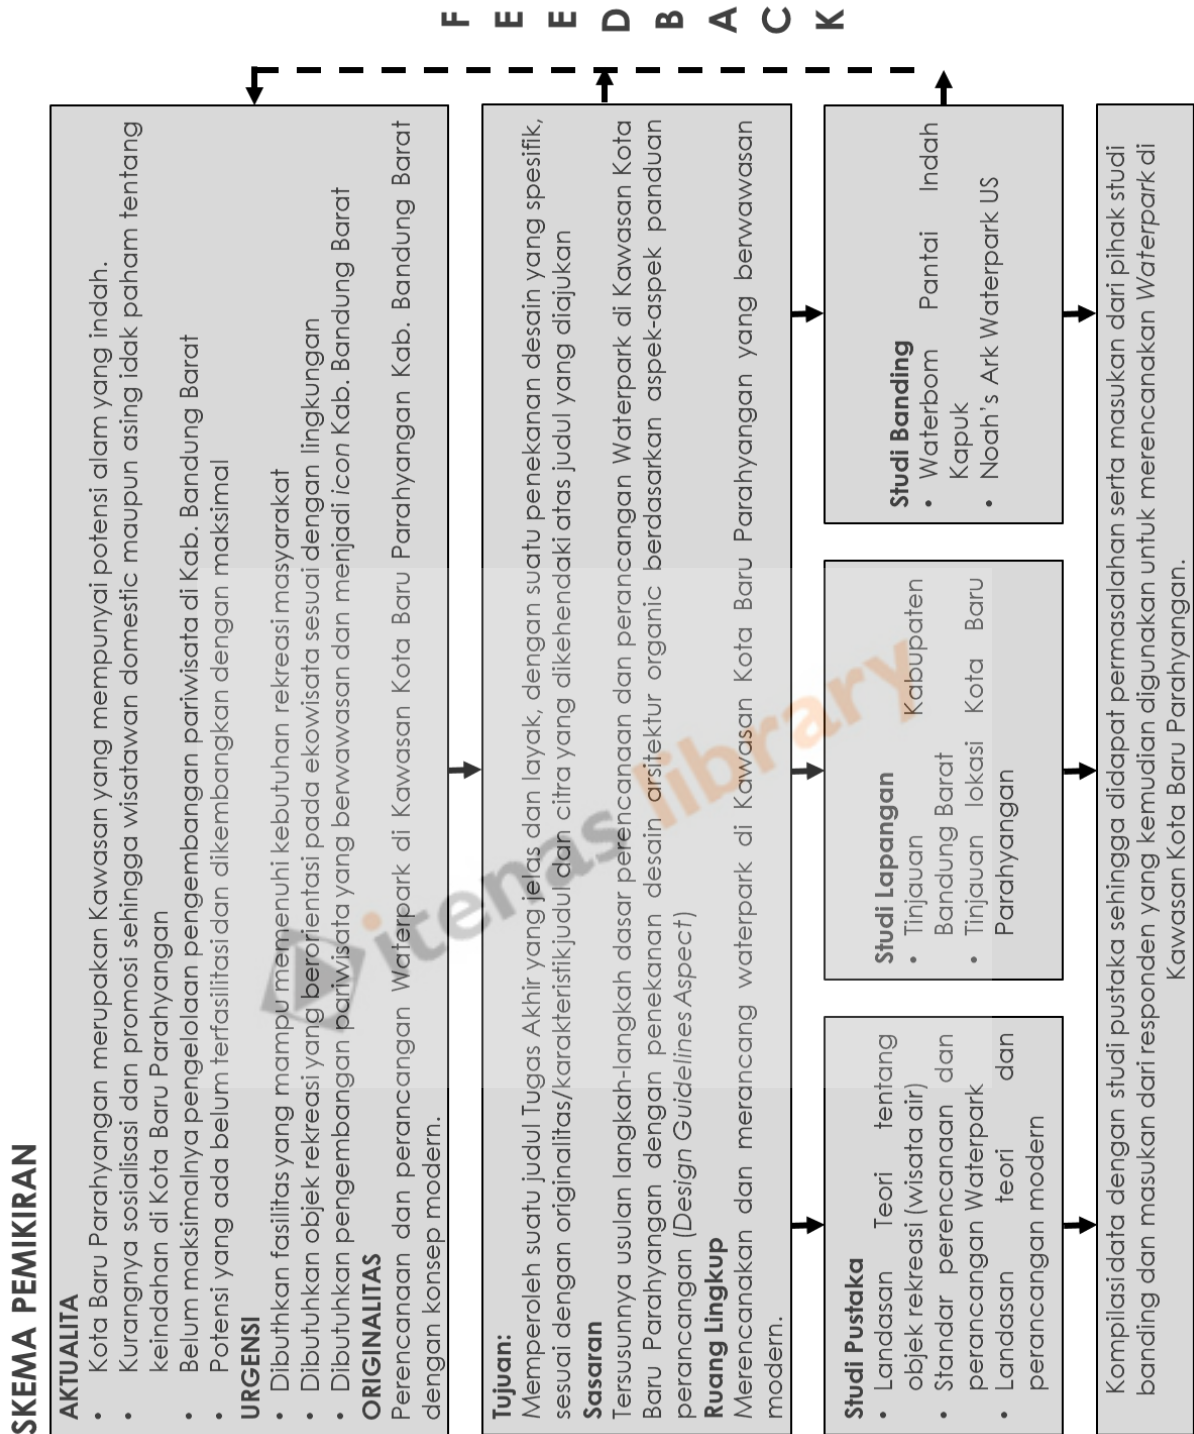 SKEMA PEMIKIRAN
AKTUALITA
• Kota Baru Parahyangan merupakan Kawasan yang mempunyai potensi alam yang indah.
• Kurangnya sosialisasi dan promosi sehingga wisatawan domestic maupun asing idak paham tentang
keindahan di Kota Baru Parahyangan
• Belum maksimalnya pengelolaan pengembangan pariwisata di Kab. Bandung Barat
• Potensi yang ada belum terfasilitasi dan dikembangkan dengan maksimal
URGENSI
• Dibuthkan fasilitas yang mampu memenuhi kebutuhan rekreasi masyarakat
• Dibutuhkan objek rekreasi yang berorientasi pada ekowisata sesuai dengan lingkungan
• Dibutuhkan pengembangan pariwisata yang berwawasan dan menjadi icon Kab. Bandung Barat
ORIGINALITAS
Perencanaan dan perancangan Waterpark di Kawasan Kota Baru Parahyangan Kab. Bandung Barat
dengan konsep modern.
Tujuan:
Memperoleh suatu judul Tugas Akhir yang jelas dan layak, dengan suatu penekanan desain yang spesifik,
sesuai dengan originalitas/karakteristik judul dan citra yang dikehendaki atas judul yang diajukan
Sasaran
Tersusunnya usulan langkah-langkah dasar perencanaan dan perancangan Waterpark di Kawasan Kota
Baru Parahyangan dengan penekanan desain arsitektur organic berdasarkan aspek-aspek panduan
perancangan (Design Guidelines Aspect)
Ruang Lingkup
Merencanakan dan merancang waterpark di Kawasan Kota Baru Parahyangan yang berwawasan
modern.
Studi Pustaka
• Landasan Teori tentang
objek rekreasi (wisata air)
• Standar perencanaan dan
perancangan Waterpark
• Landasan teori dan
perancangan modern
Studi Lapangan
• Tinjauan Kabupaten
Bandung Barat
• Tinjauan lokasi Kota Baru
Parahyangan
Studi Banding
• Waterbom Pantai Indah
Kapuk
• Noah's Ark Waterpark US
Kompilasi data dengan studi pustaka sehingga didapat permasalahan serta masukan dari pihak studi
banding dan masukan dari responden yang kemudian digunakan untuk merencanakan Waterpark di
Kawasan Kota Baru Parahyangan.
FEEDBACK
itenas library